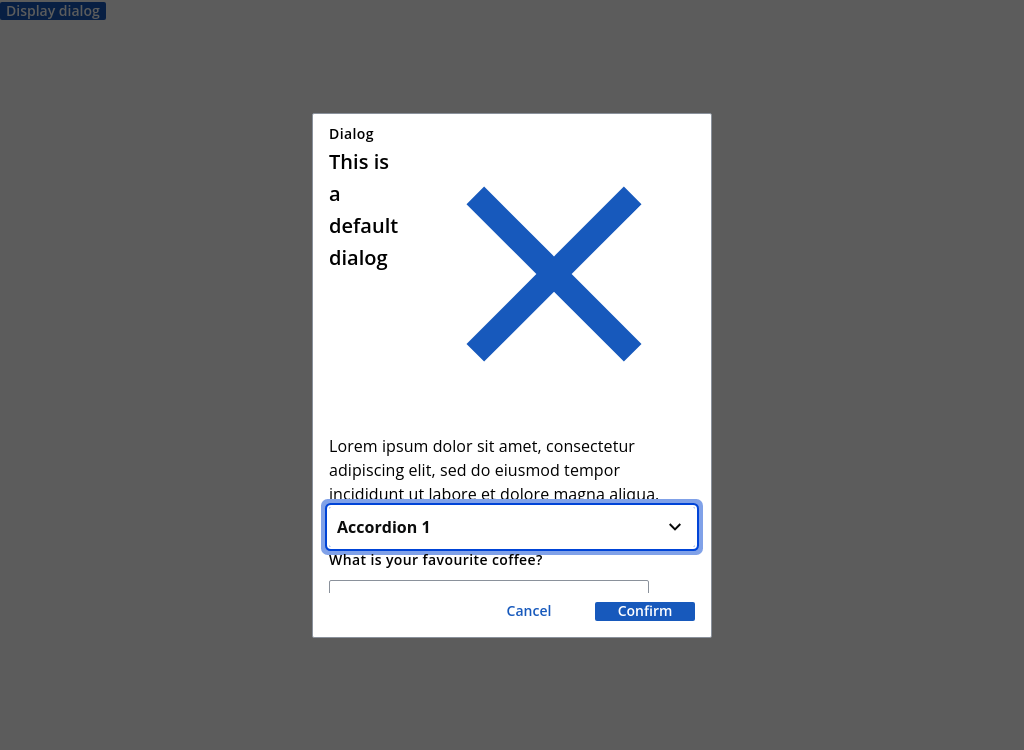 Display dialog
Dialog
This is
a
default
dialog
Lorem ipsum dolor sit amet, consectetur
adipiscing elit, sed do eiusmod tempor
incididunt ut labore et dolore magna aliqua.
Accordion 1
What is your favourite coffee?
Cancel
Confirm